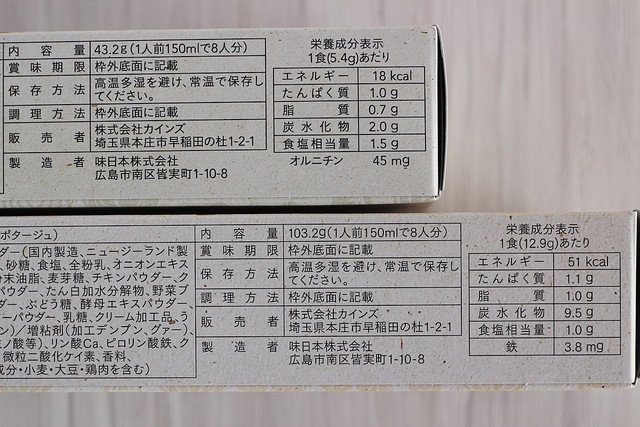 内容量 43.2g(1人前150mlで8人分)
賞味期限 枠外底面に記載
保存方法 高温多湿を避け、常温で保存し
てください。
調理方法 枠外底面に記載
販売者 株式会社カインズ
埼玉県本庄市早稲田の杜1-2-1
製造者 味日本株式会社
広島市南区皆実町1-10-8
栄養成分表示
1食(5.4g)あたり
エネルギー 18 kcal
たんぱく質 1.0 g
脂質 0.7 g
炭水化物 2.0 g
食塩相当量 1.5 g
オルニチン 45 mg
ポタージュ)
ダー(国内製造、ニュージーランド製
、砂糖、食塩、全粉乳、オニオンエキス
粉末油脂、麦芽糖、チキンパウダー、
パウダー、たん白加水分解物、野菜ブ
ダー、ぶどう糖、酵母エキスパウダー
ーパウダー、乳糖、クリーム加工品、う
ン)/増粘剤(加工デンプン、グァー)、
ミノ酸等)、リン酸Ca、ピロリン酸鉄、ク
微粒二酸化ケイ素、香料、
成分・小麦・大豆・鶏肉を含む)
内容量 103.2g(1人前150mlで8人分)
賞味期限 枠外底面に記載
保存方法 高温多湿を避け、常温で保存し
てください。
調理方法 枠外底面に記載
販売者 株式会社カインズ
埼玉県本庄市早稲田の杜1-2-1
製造者 味日本株式会社
広島市南区皆実町1-10-8
栄養成分表示
1食(12.9g)あたり
エネルギー 51 kcal
たんぱく質 1.1 g
脂質 1.0 g
炭水化物 9.5 g
食塩相当量 1.0 g
鉄 3.8 mg